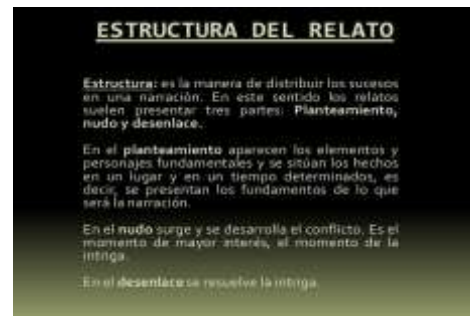 ESTRUCTURA DEL RELATO
Estructura: es la manera de distribuir los sucesos
en una narración. En este sentido los relatos
suelen presentar tres partes: Planteamiento,
nudo y desenlace.
En el planteamiento aparecen los elementos y
personajes fundamentales y se sitúan los hechos
en un lugar y en un tiempo determinados, es
decir, se presentan los fundamentos de lo que
será la narración.
En el nudo surge y se desarrolla el conflicto. Es el
momento de mayor interés, el momento de la
intriga.
En el desenlace se resuelve la intriga.